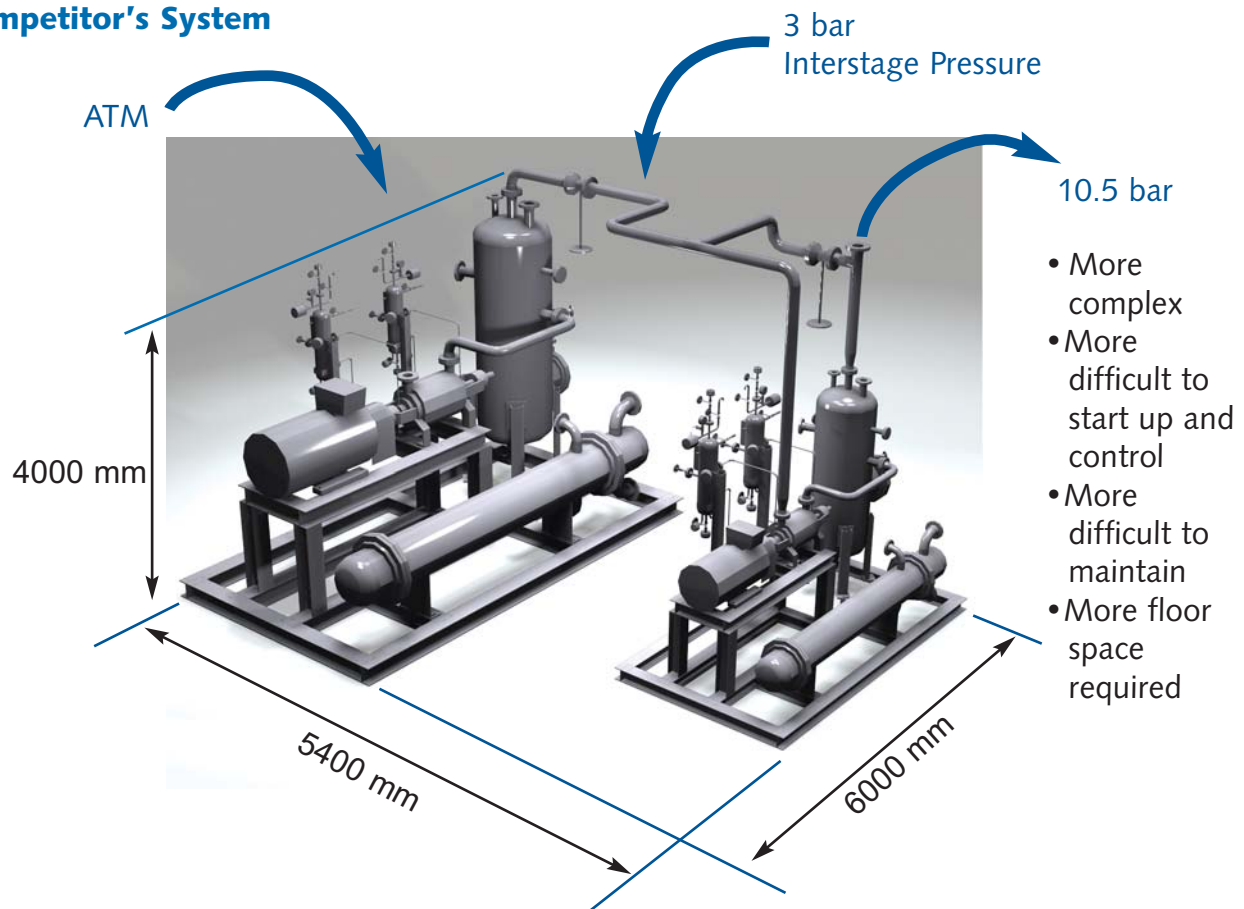 mpetitor's System
3 bar
Interstage Pressure
ATM
10.5 bar
• More
complex
• More
difficult to
start up and
control
• More
difficult to
maintain
• More floor
space
required
4000 mm
5400 mm
6000 mm